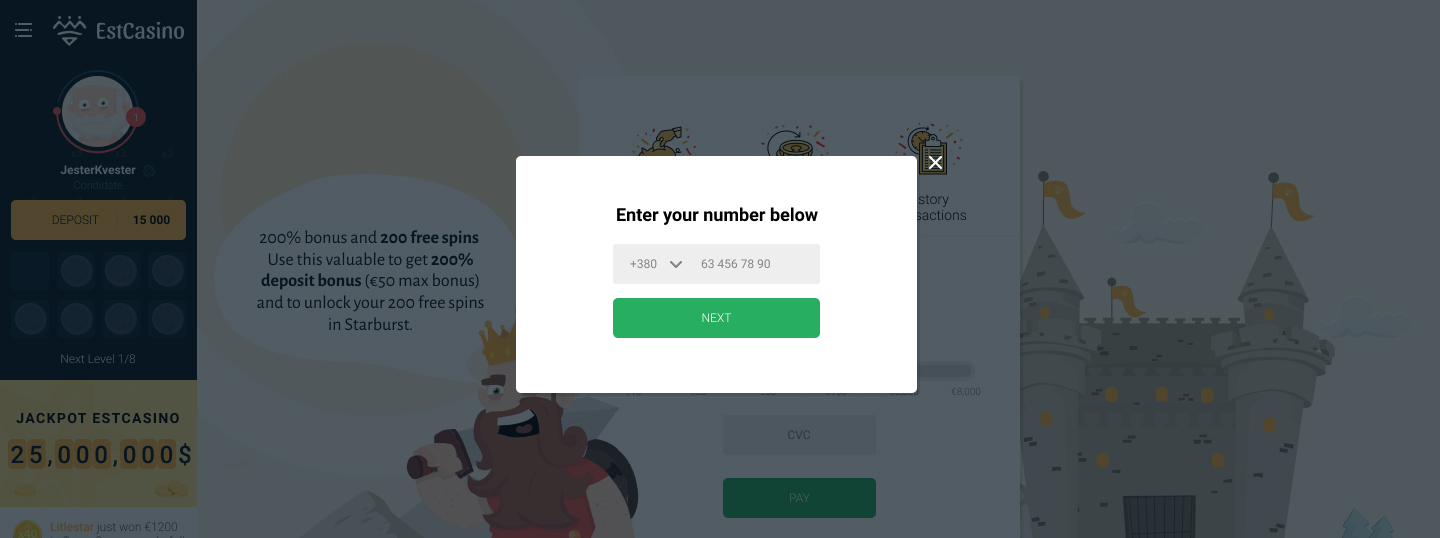 EstCasino
1
JesterKvester
Candidate
DEPOSIT 15 000
Next Level 1/8
JACKPOT ESTCASINO
25,000,000$
Litlestar just won €1200
200% bonus and 200 free spins
Use this valuable to get 200%
deposit bonus (€50 max bonus)
and to unlock your 200 free spins
in Starburst.
Enter your number below
+380 63 456 78 90
NEXT
€8,000
CVC
PAY